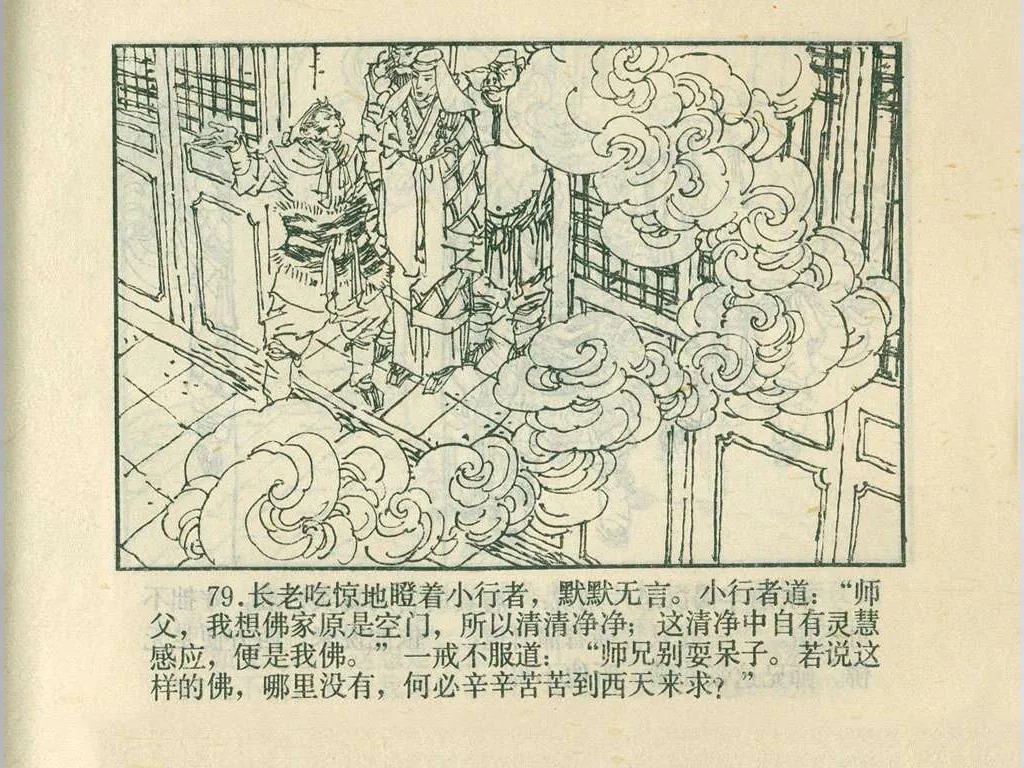 79.长老吃惊地瞪着小行者，默默无言。小行者道：“师
父，我想佛家原是空门，所以清清净净；这清净中自有灵慧
感应，便是我佛。”一戒不服道：“师兄别耍呆子。若说这
样的佛，哪里没有，何必辛辛苦苦到西天来求？”